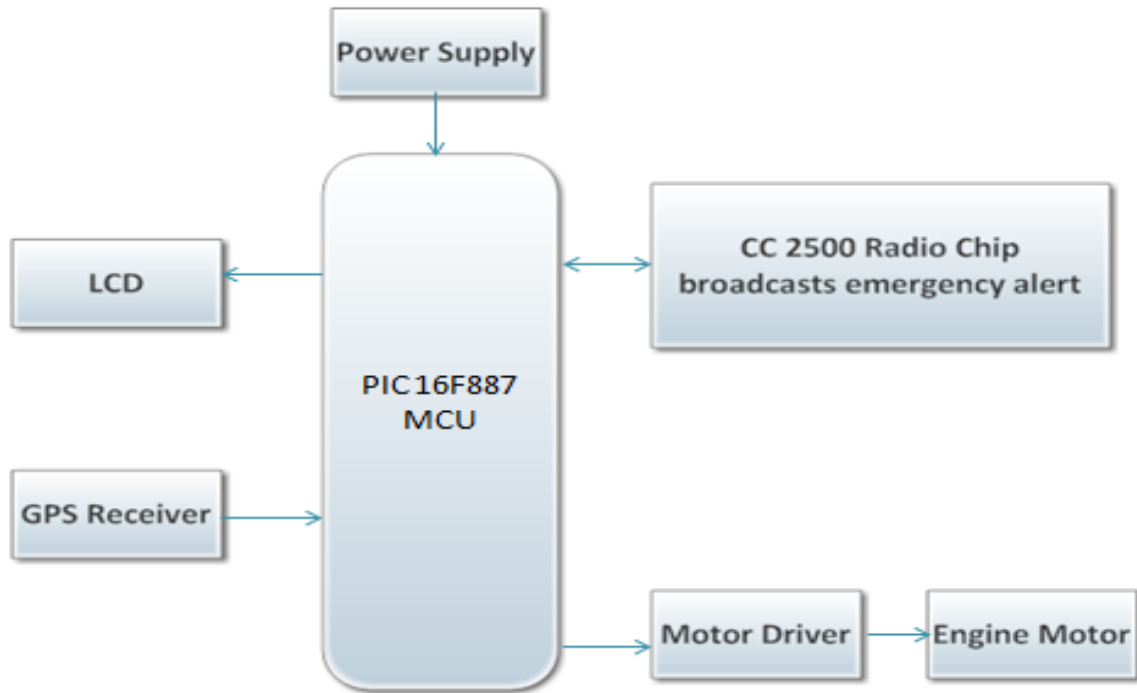 Power Supply
LCD
CC 2500 Radio Chip
broadcasts emergency alert
PIC16F887
MCU
GPS Receiver
Motor Driver
Engine Motor